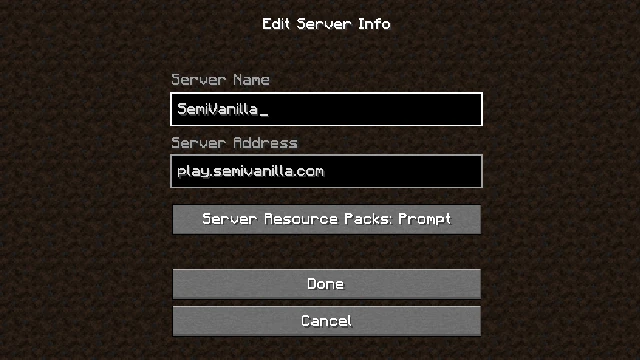 Edit Server Info
Server Name
SemiVanilla_
Server Address
play.semivanilla.com
Server Resource Packs: Prompt
Done
Cancel